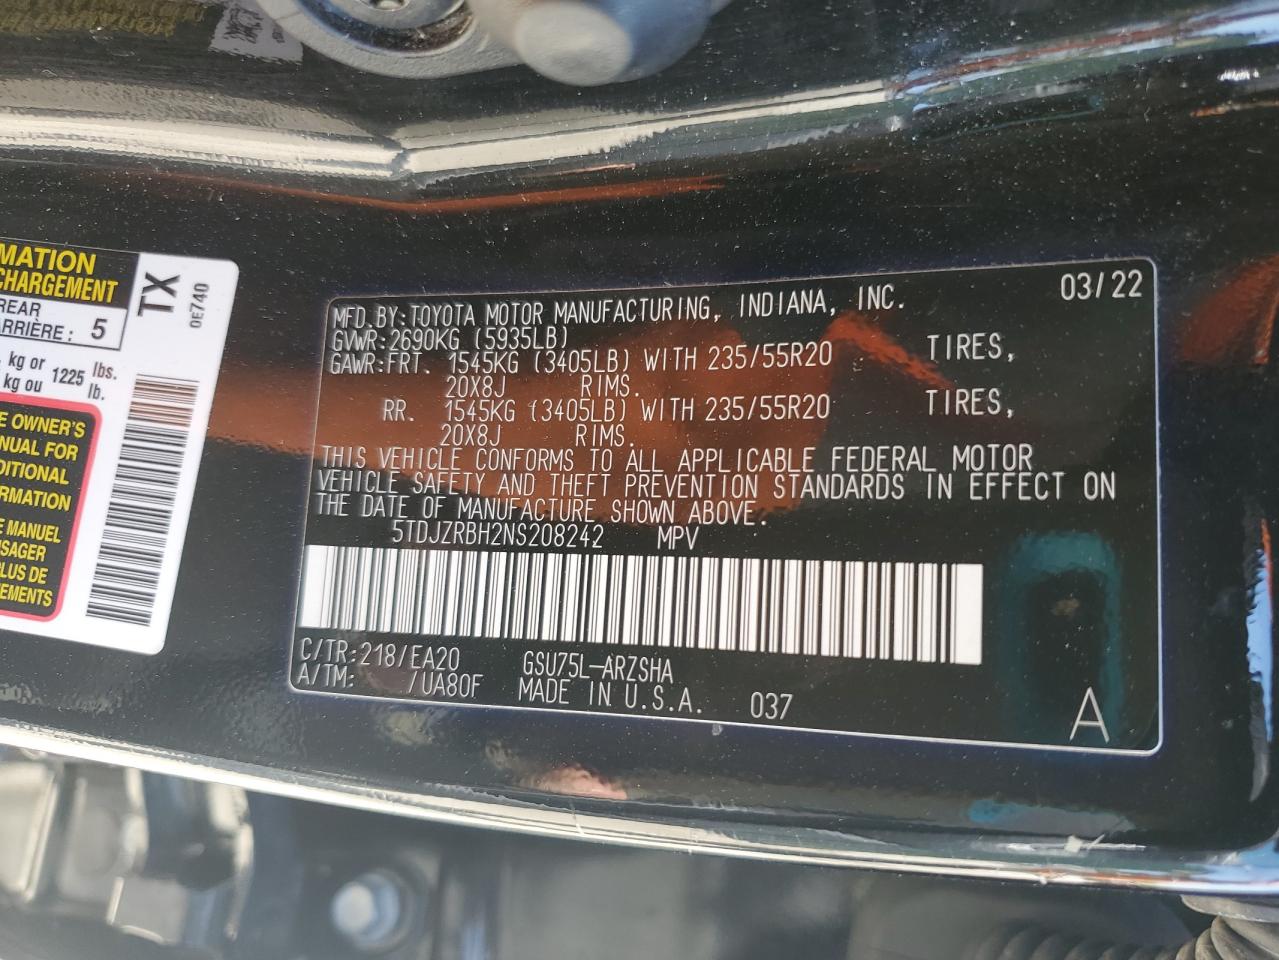 MATION
CHARGEMENT
REAR
ARRIÈRE: 5
kg or
kg ou 1225 lbs.
lb.
TX
0E740
E OWNER'S
NUAL FOR
DITIONAL
ORMATION
E MANUEL
USAGER
PLUS DE
EMENTS
03/22
MFD.BY:TOYOTA MOTOR MANUFACTURING, INDIANA, INC.
GVWR:2690KG (5935LB)
GAWR:FRT. 1545KG (3405LB) WITH 235/55R20 TIRES,
20X8J RIMS.
RR. 1545KG (3405LB) WITH 235/55R20 TIRES,
20X8J RIMS.
THIS VEHICLE CONFORMS TO ALL APPLICABLE FEDERAL MOTOR
VEHICLE SAFETY AND THEFT PREVENTION STANDARDS IN EFFECT ON
THE DATE OF MANUFACTURE SHOWN ABOVE.
5TDJZRBH2NS208242 MPV
C/TR:218/EA20 GSU75L-ARZSHA
A/TM: /UA80F MADE IN U.S.A. 037
A